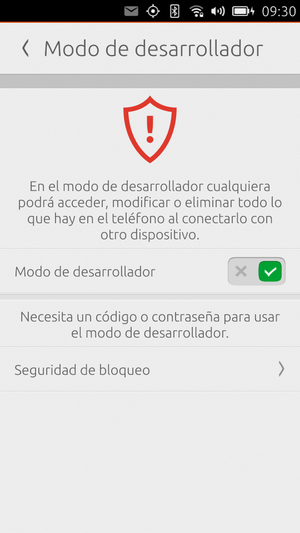 09:30
Modo de desarrollador
En el modo de desarrollador cualquiera
podrá acceder, modificar o eliminar todo lo
que hay en el teléfono al conectarlo con
otro dispositivo.
Modo de desarrollador
Necesita un código o contraseña para usar
el modo de desarrollador.
Seguridad de bloqueo